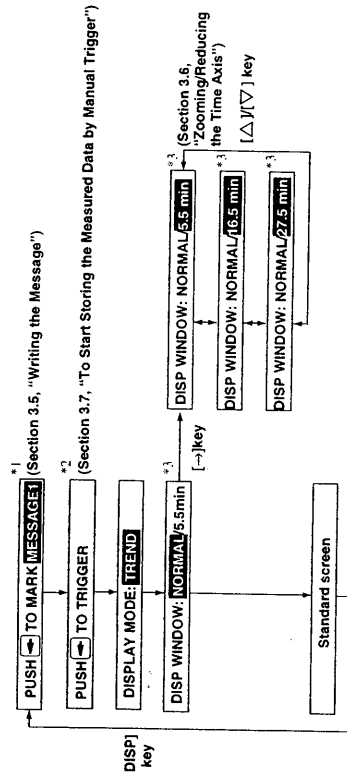 *1
PUSH [←] TO MARK MESSAGE1 (Section 3.5, "Writing the Message")
*2
PUSH [←] TO TRIGGER (Section 3.7, "To Start Storing the Measured Data by Manual Trigger")
DISPLAY MODE: TREND
*3
DISP WINDOW: NORMAL/5.5min
[→]key
*3
DISP WINDOW: NORMAL/5.5 min
(Section 3.6,
"Zooming/Reducing
the Time Axis")
[△]/[▽] key
*3
DISP WINDOW: NORMAL/16.5 min
*3
DISP WINDOW: NORMAL/27.5 min
Standard screen
DISP]
key